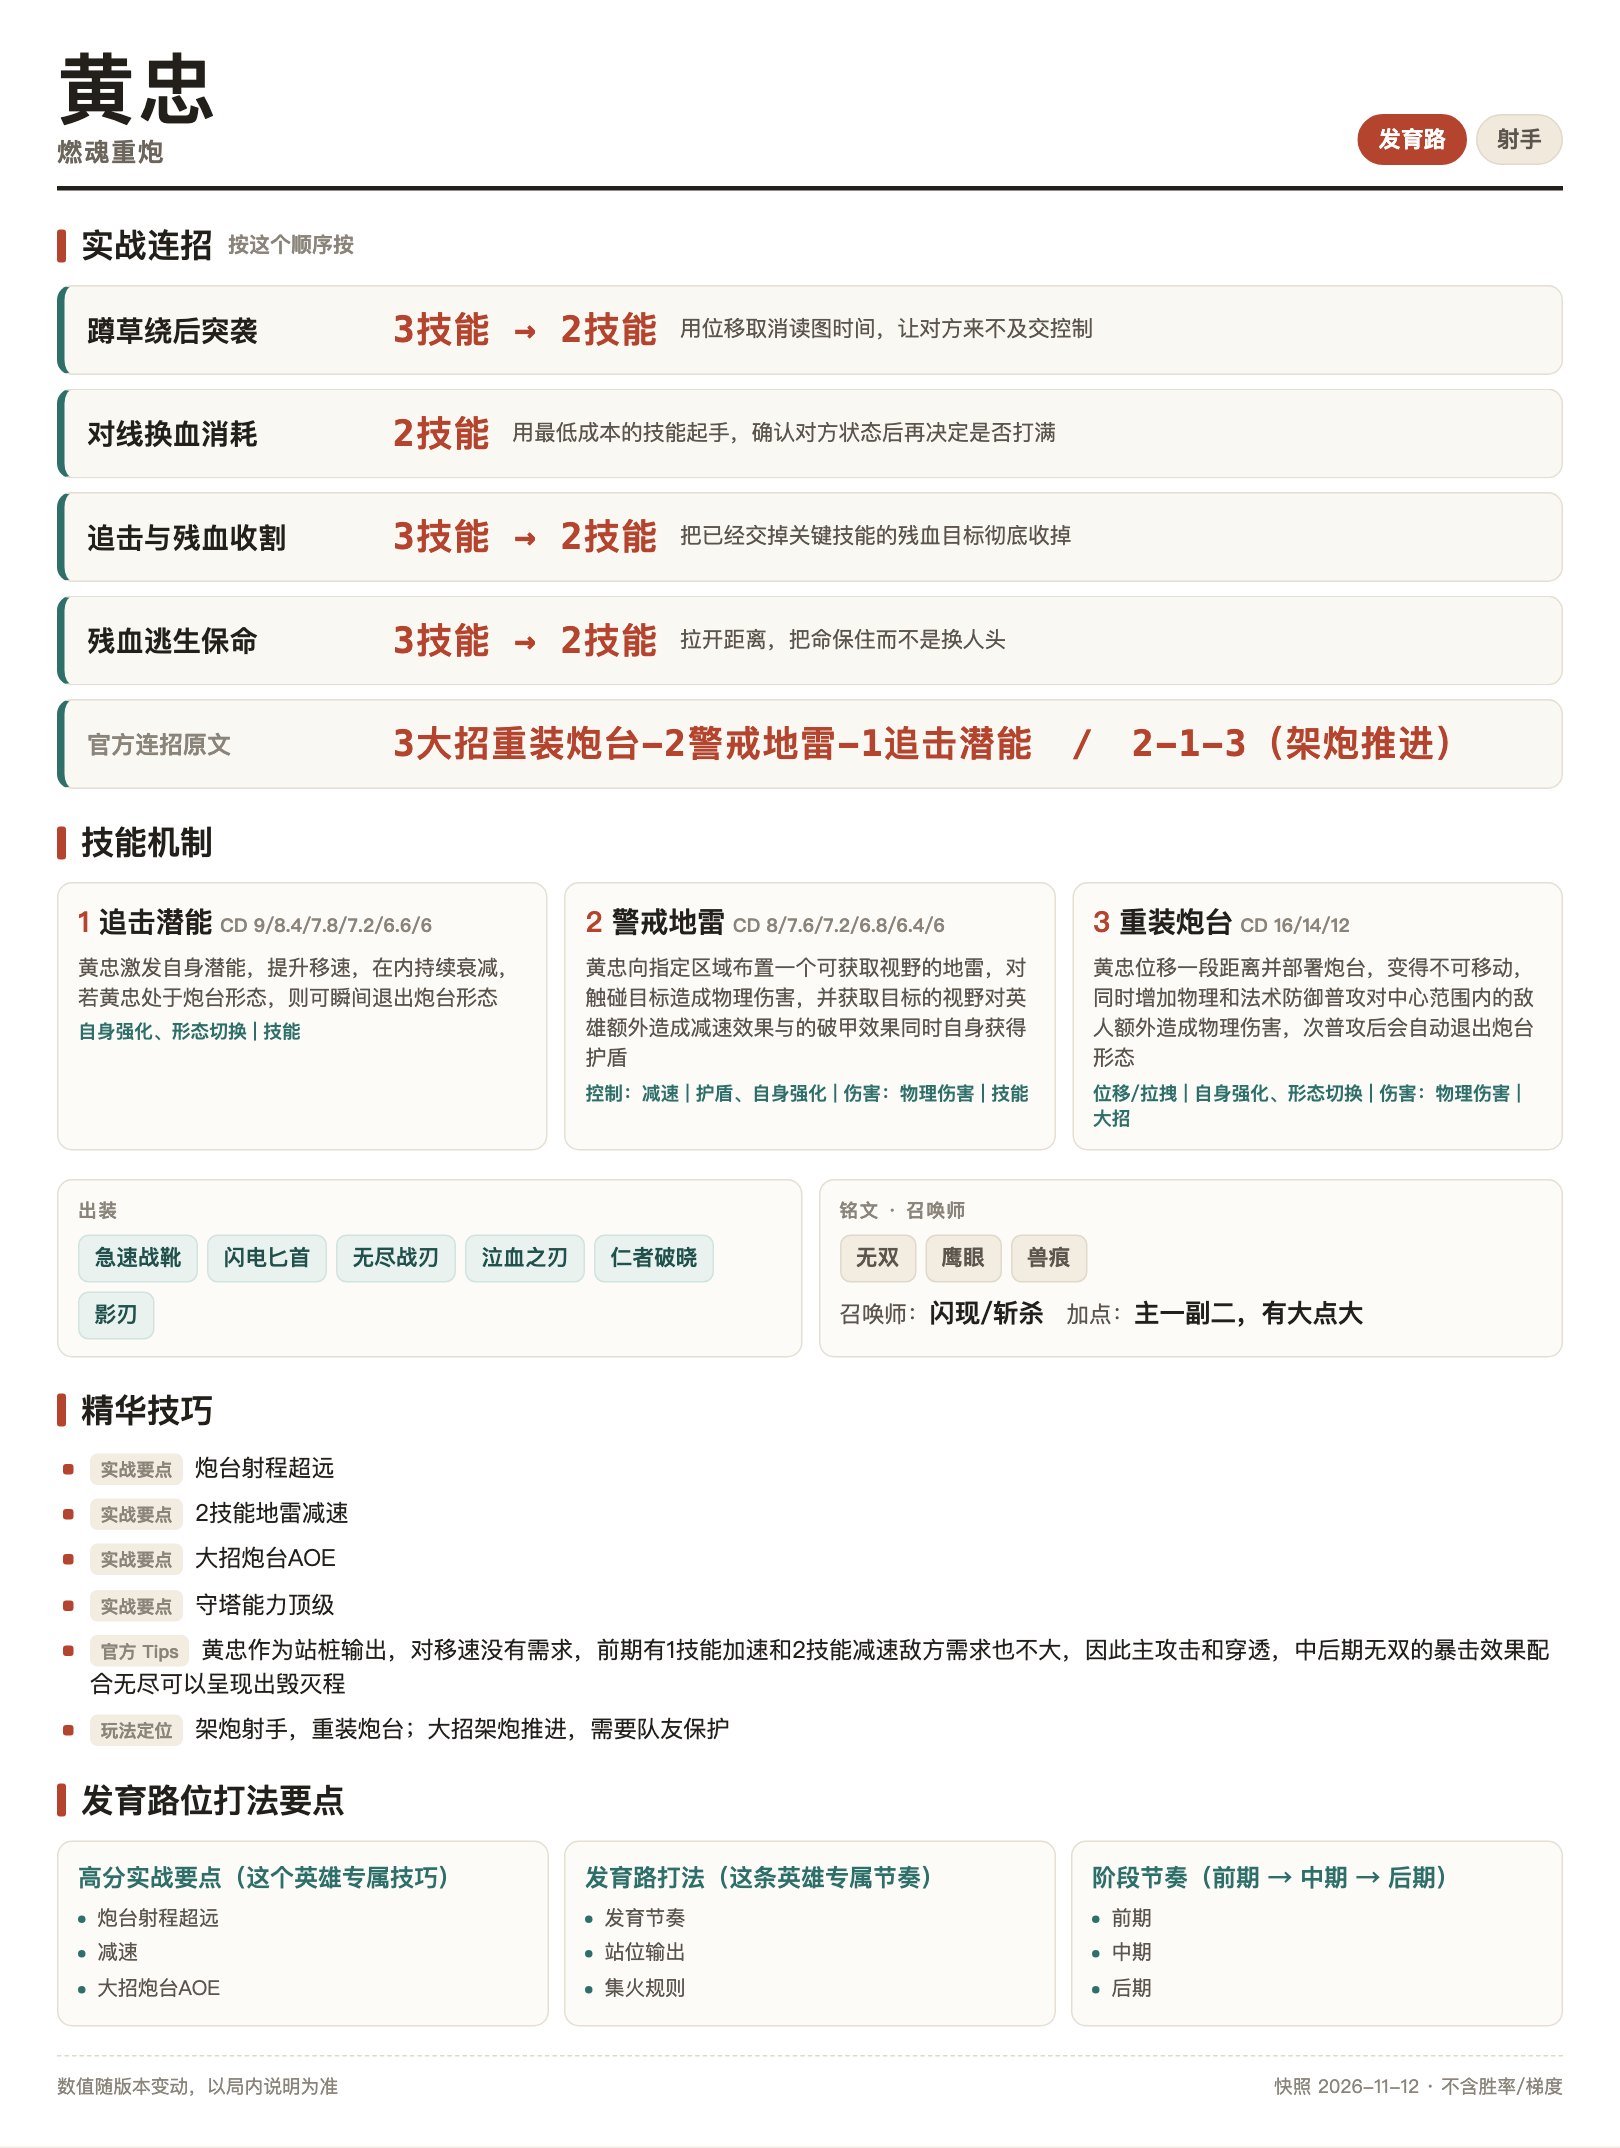 黄忠
燃魂重炮
发育路 射手
实战连招 按这个顺序按
蹲草绕后突袭 3技能 → 2技能 用位移取消读图时间，让对方来不及交控制
对线换血消耗 2技能 用最低成本的技能起手，确认对方状态后再决定是否打满
追击与残血收割 3技能 → 2技能 把已经交掉关键技能的残血目标彻底收掉
残血逃生保命 3技能 → 2技能 拉开距离，把命保住而不是换人头
官方连招原文 3大招重装炮台-2警戒地雷-1追击潜能 / 2-1-3（架炮推进）
技能机制
1 追击潜能 CD 9/8.4/7.8/7.2/6.6/6
黄忠激发自身潜能，提升移速，在内持续衰减，
若黄忠处于炮台形态，则可瞬间退出炮台形态
自身强化、形态切换 | 技能
2 警戒地雷 CD 8/7.6/7.2/6.8/6.4/6
黄忠向指定区域布置一个可获取视野的地雷，对
触碰目标造成物理伤害，并获取目标的视野对英
雄额外造成减速效果与的破甲效果同时自身获得
护盾
控制：减速 | 护盾、自身强化 | 伤害：物理伤害 | 技能
3 重装炮台 CD 16/14/12
黄忠位移一段距离并部署炮台，变得不可移动，
同时增加物理和法术防御普攻对中心范围内的敌
人额外造成物理伤害，次普攻后会自动退出炮台
形态
位移/拉拽 | 自身强化、形态切换 | 伤害：物理伤害 |
大招
出装
急速战靴 闪电匕首 无尽战刃 泣血之刃 仁者破晓
影刃
铭文 · 召唤师
无双 鹰眼 兽痕
召唤师：闪现/斩杀 加点：主一副二，有大点大
精华技巧
实战要点 炮台射程超远
实战要点 2技能地雷减速
实战要点 大招炮台AOE
实战要点 守塔能力顶级
官方 Tips 黄忠作为站桩输出，对移速没有需求，前期有1技能加速和2技能减速敌方需求也不大，因此主攻击和穿透，中后期无双的暴击效果配
合无尽可以呈现出毁灭程
玩法定位 架炮射手，重装炮台；大招架炮推进，需要队友保护
发育路位打法要点
高分实战要点（这个英雄专属技巧）
炮台射程超远
减速
大招炮台AOE
发育路打法（这条英雄专属节奏）
发育节奏
站位输出
集火规则
阶段节奏（前期 → 中期 → 后期）
前期
中期
后期
数值随版本变动，以局内说明为准
快照 2026-11-12 · 不含胜率/梯度